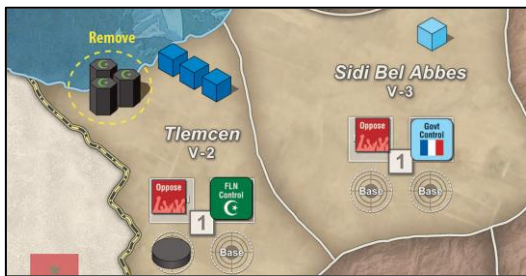 Remove
Sidi Bel Abbes
V-3
Tlemcen
V-2
Oppose
Govt
Control
1
Base
Base
Oppose
FLN
Control
1
Base